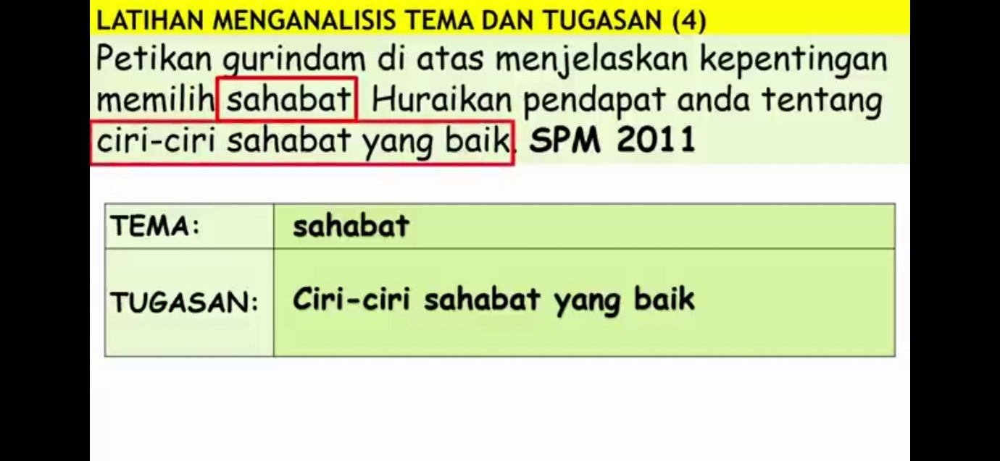 LATIHAN MENGANALISIS TEMA DAN TUGASAN (4)
Petikan gurindam di atas menjelaskan kepentingan
memilih sahabat Huraikan pendapat anda tentang
ciri-ciri sahabat yang baik. SPM 2011
TEMA: sahabat
TUGASAN: Ciri-ciri sahabat yang baik